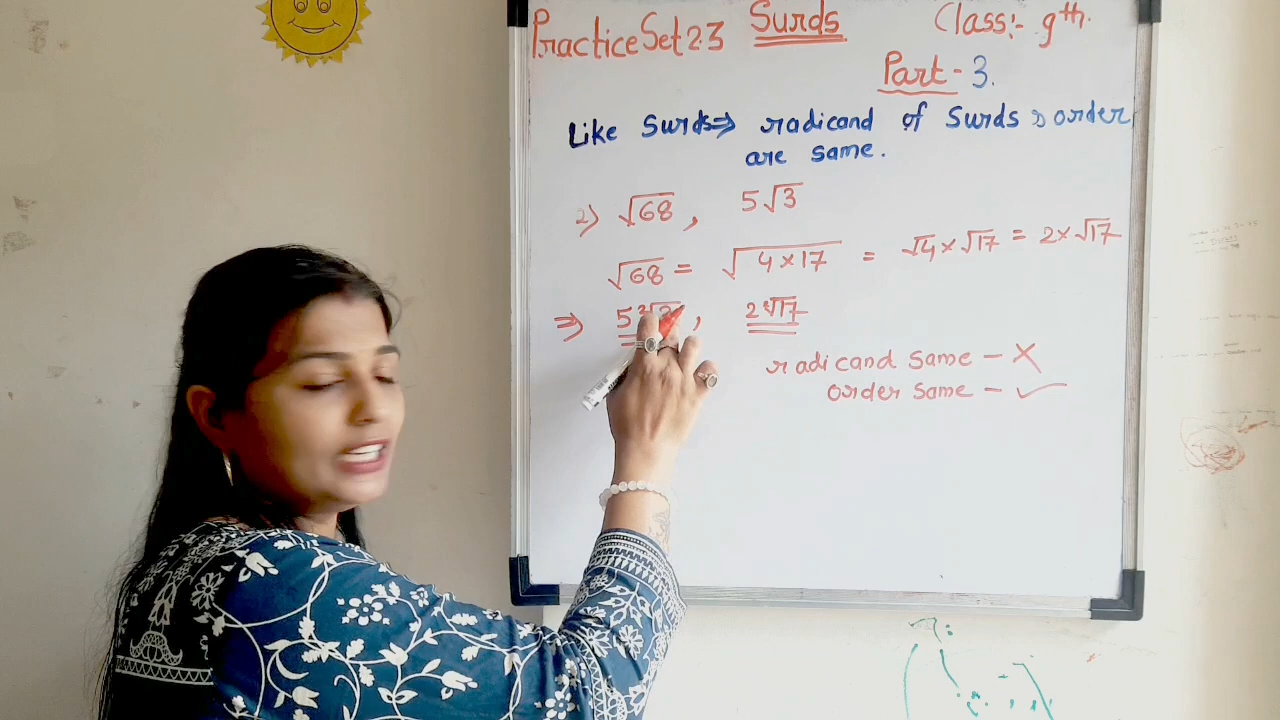 Practice Set 2.3 Surds Class:- 9th.
Part - 3.
Like Surds ⇒ radicand of Surds & order
are same.
2) √68 , 5√3
√68 = √4×17 = √4 × √17 = 2×√17
⇒ 5 , 2√17
radicand same – ✗
order same – ✓